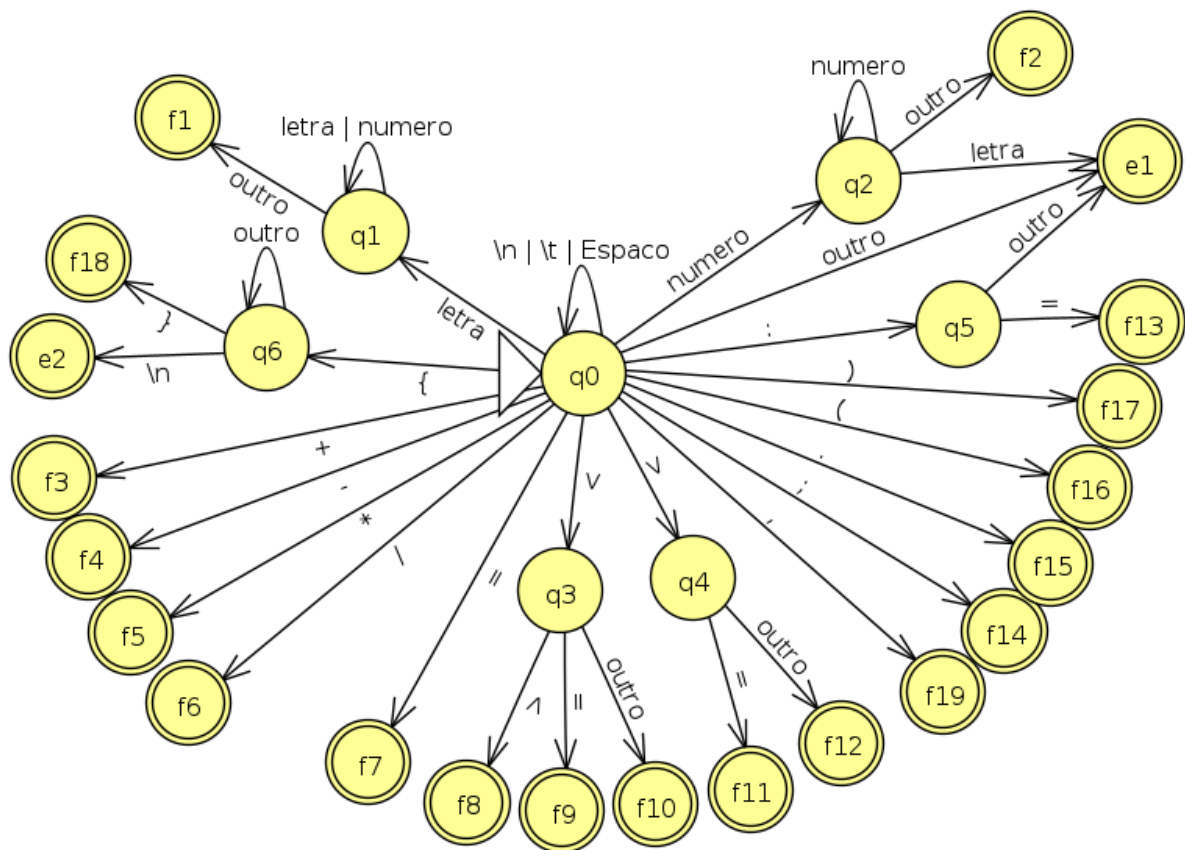 f2
numero
f1
letra | numero
outro
letra
e1
q2
outro
q1
outro
f18
\n | \t | Espaco
numero
outro
outro
}
letra
:
q5
=
f13
e2
\n
q6
{
q0
)
f17
(
f3
+
<
>
.
f16
f4
-
*
/
;
,
f15
f5
=
q3
q4
f14
f6
outro
outro
f19
>
=
=
f12
f7
f8
f9
f10
f11